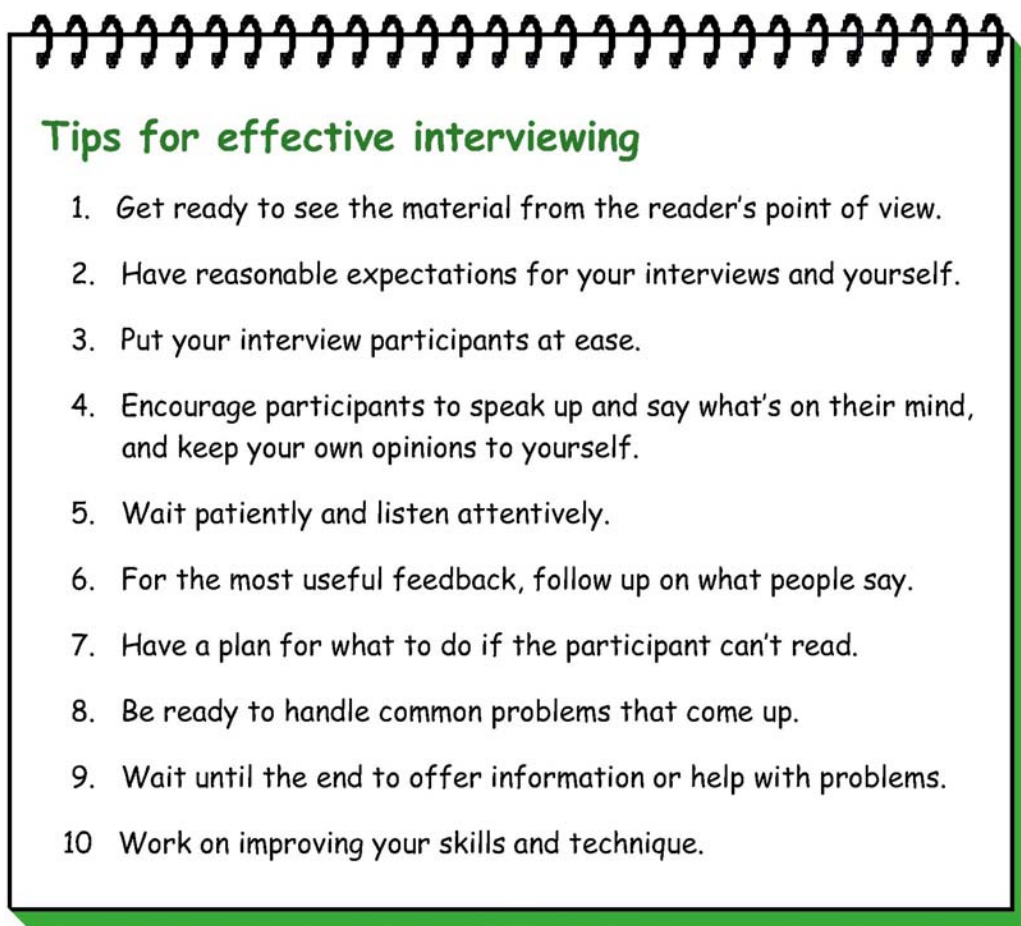 Tips for effective interviewing
1. Get ready to see the material from the reader's point of view.
2. Have reasonable expectations for your interviews and yourself.
3. Put your interview participants at ease.
4. Encourage participants to speak up and say what's on their mind,
and keep your own opinions to yourself.
5. Wait patiently and listen attentively.
6. For the most useful feedback, follow up on what people say.
7. Have a plan for what to do if the participant can't read.
8. Be ready to handle common problems that come up.
9. Wait until the end to offer information or help with problems.
10 Work on improving your skills and technique.